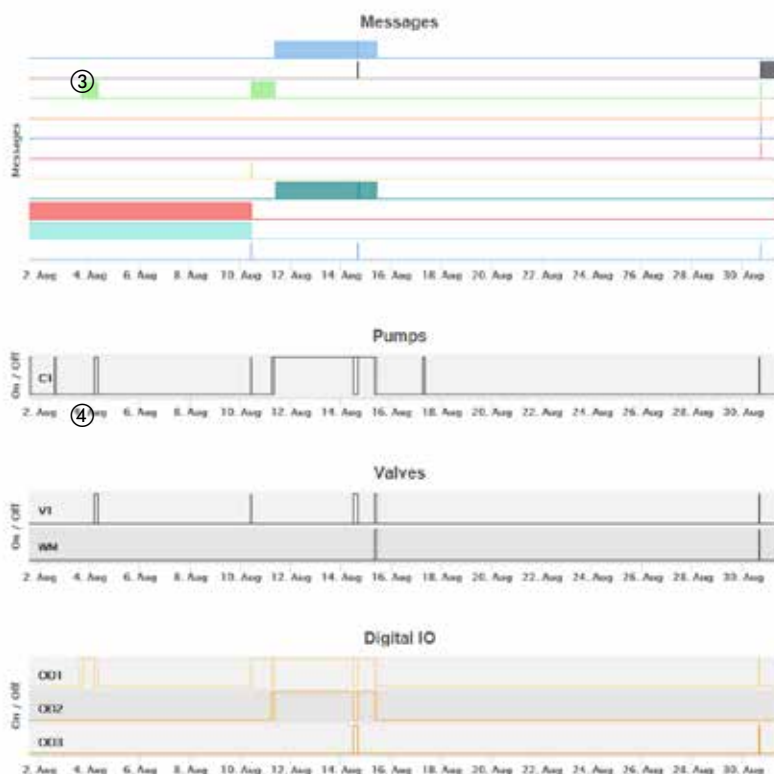 Messages
③
Messages
2. Aug 4. Aug 6. Aug 8. Aug 10. Aug 12. Aug 14. Aug 16. Aug 18. Aug 20. Aug 22. Aug 24. Aug 26. Aug 28. Aug 30. Aug
Pumps
On / Off
C1
2. Aug ④ Aug 6. Aug 8. Aug 10. Aug 12. Aug 14. Aug 16. Aug 18. Aug 20. Aug 22. Aug 24. Aug 26. Aug 28. Aug 30. Aug
Valves
On / Off
V1
WM
2. Aug 4. Aug 6. Aug 8. Aug 10. Aug 12. Aug 14. Aug 16. Aug 18. Aug 20. Aug 22. Aug 24. Aug 26. Aug 28. Aug 30. Aug
Digital IO
On / Off
OO1
OO2
OO3
2. Aug 4. Aug 6. Aug 8. Aug 10. Aug 12. Aug 14. Aug 16. Aug 18. Aug 20. Aug 22. Aug 24. Aug 26. Aug 28. Aug 30. Aug